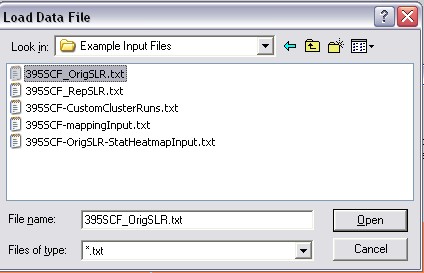 Load Data File
Look in: Example Input Files
395SCF_OrigSLR.txt
395SCF_RepSLR.txt
395SCF-CustomClusterRuns.txt
395SCF-mappingInput.txt
395SCF-OrigSLR-StatHeatmapInput.txt
File name: 395SCF_OrigSLR.txt Open
Files of type: *.txt Cancel